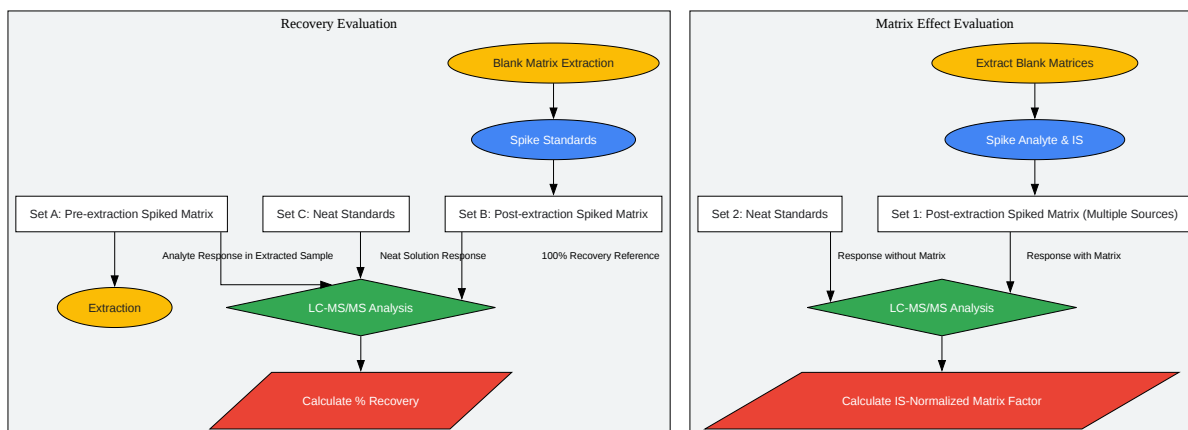 Recovery Evaluation
Blank Matrix Extraction
Spike Standards
Set A: Pre-extraction Spiked Matrix
Set C: Neat Standards
Set B: Post-extraction Spiked Matrix
Analyte Response in Extracted Sample
Neat Solution Response
100% Recovery Reference
Extraction
LC-MS/MS Analysis
Calculate % Recovery
Matrix Effect Evaluation
Extract Blank Matrices
Spike Analyte & IS
Set 2: Neat Standards
Set 1: Post-extraction Spiked Matrix (Multiple Sources)
Response without Matrix
Response with Matrix
LC-MS/MS Analysis
Calculate IS-Normalized Matrix Factor